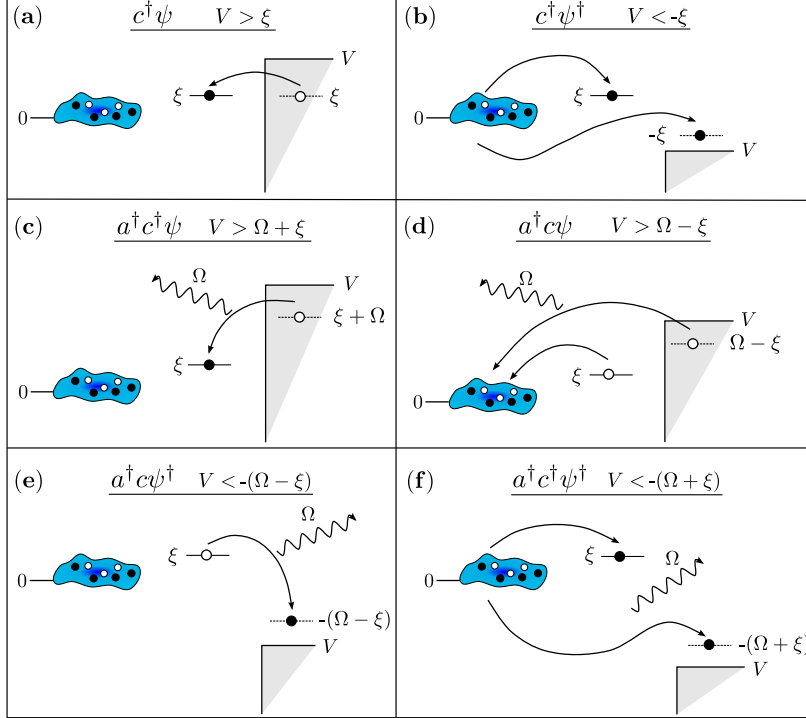 (a) c†ψ V > ξ
V
ξ ξ
0
(b) c†ψ† V < -ξ
ξ
0
-ξ
V
(c) a†c†ψ V > Ω + ξ
Ω
V
ξ + Ω
ξ
0
(d) a†cψ V > Ω − ξ
Ω
V
Ω − ξ
ξ
0
(e) a†cψ† V < -(Ω − ξ)
Ω
ξ
0
-(Ω − ξ)
V
(f) a†c†ψ† V < -(Ω + ξ)
ξ Ω
0
-(Ω + ξ)
V